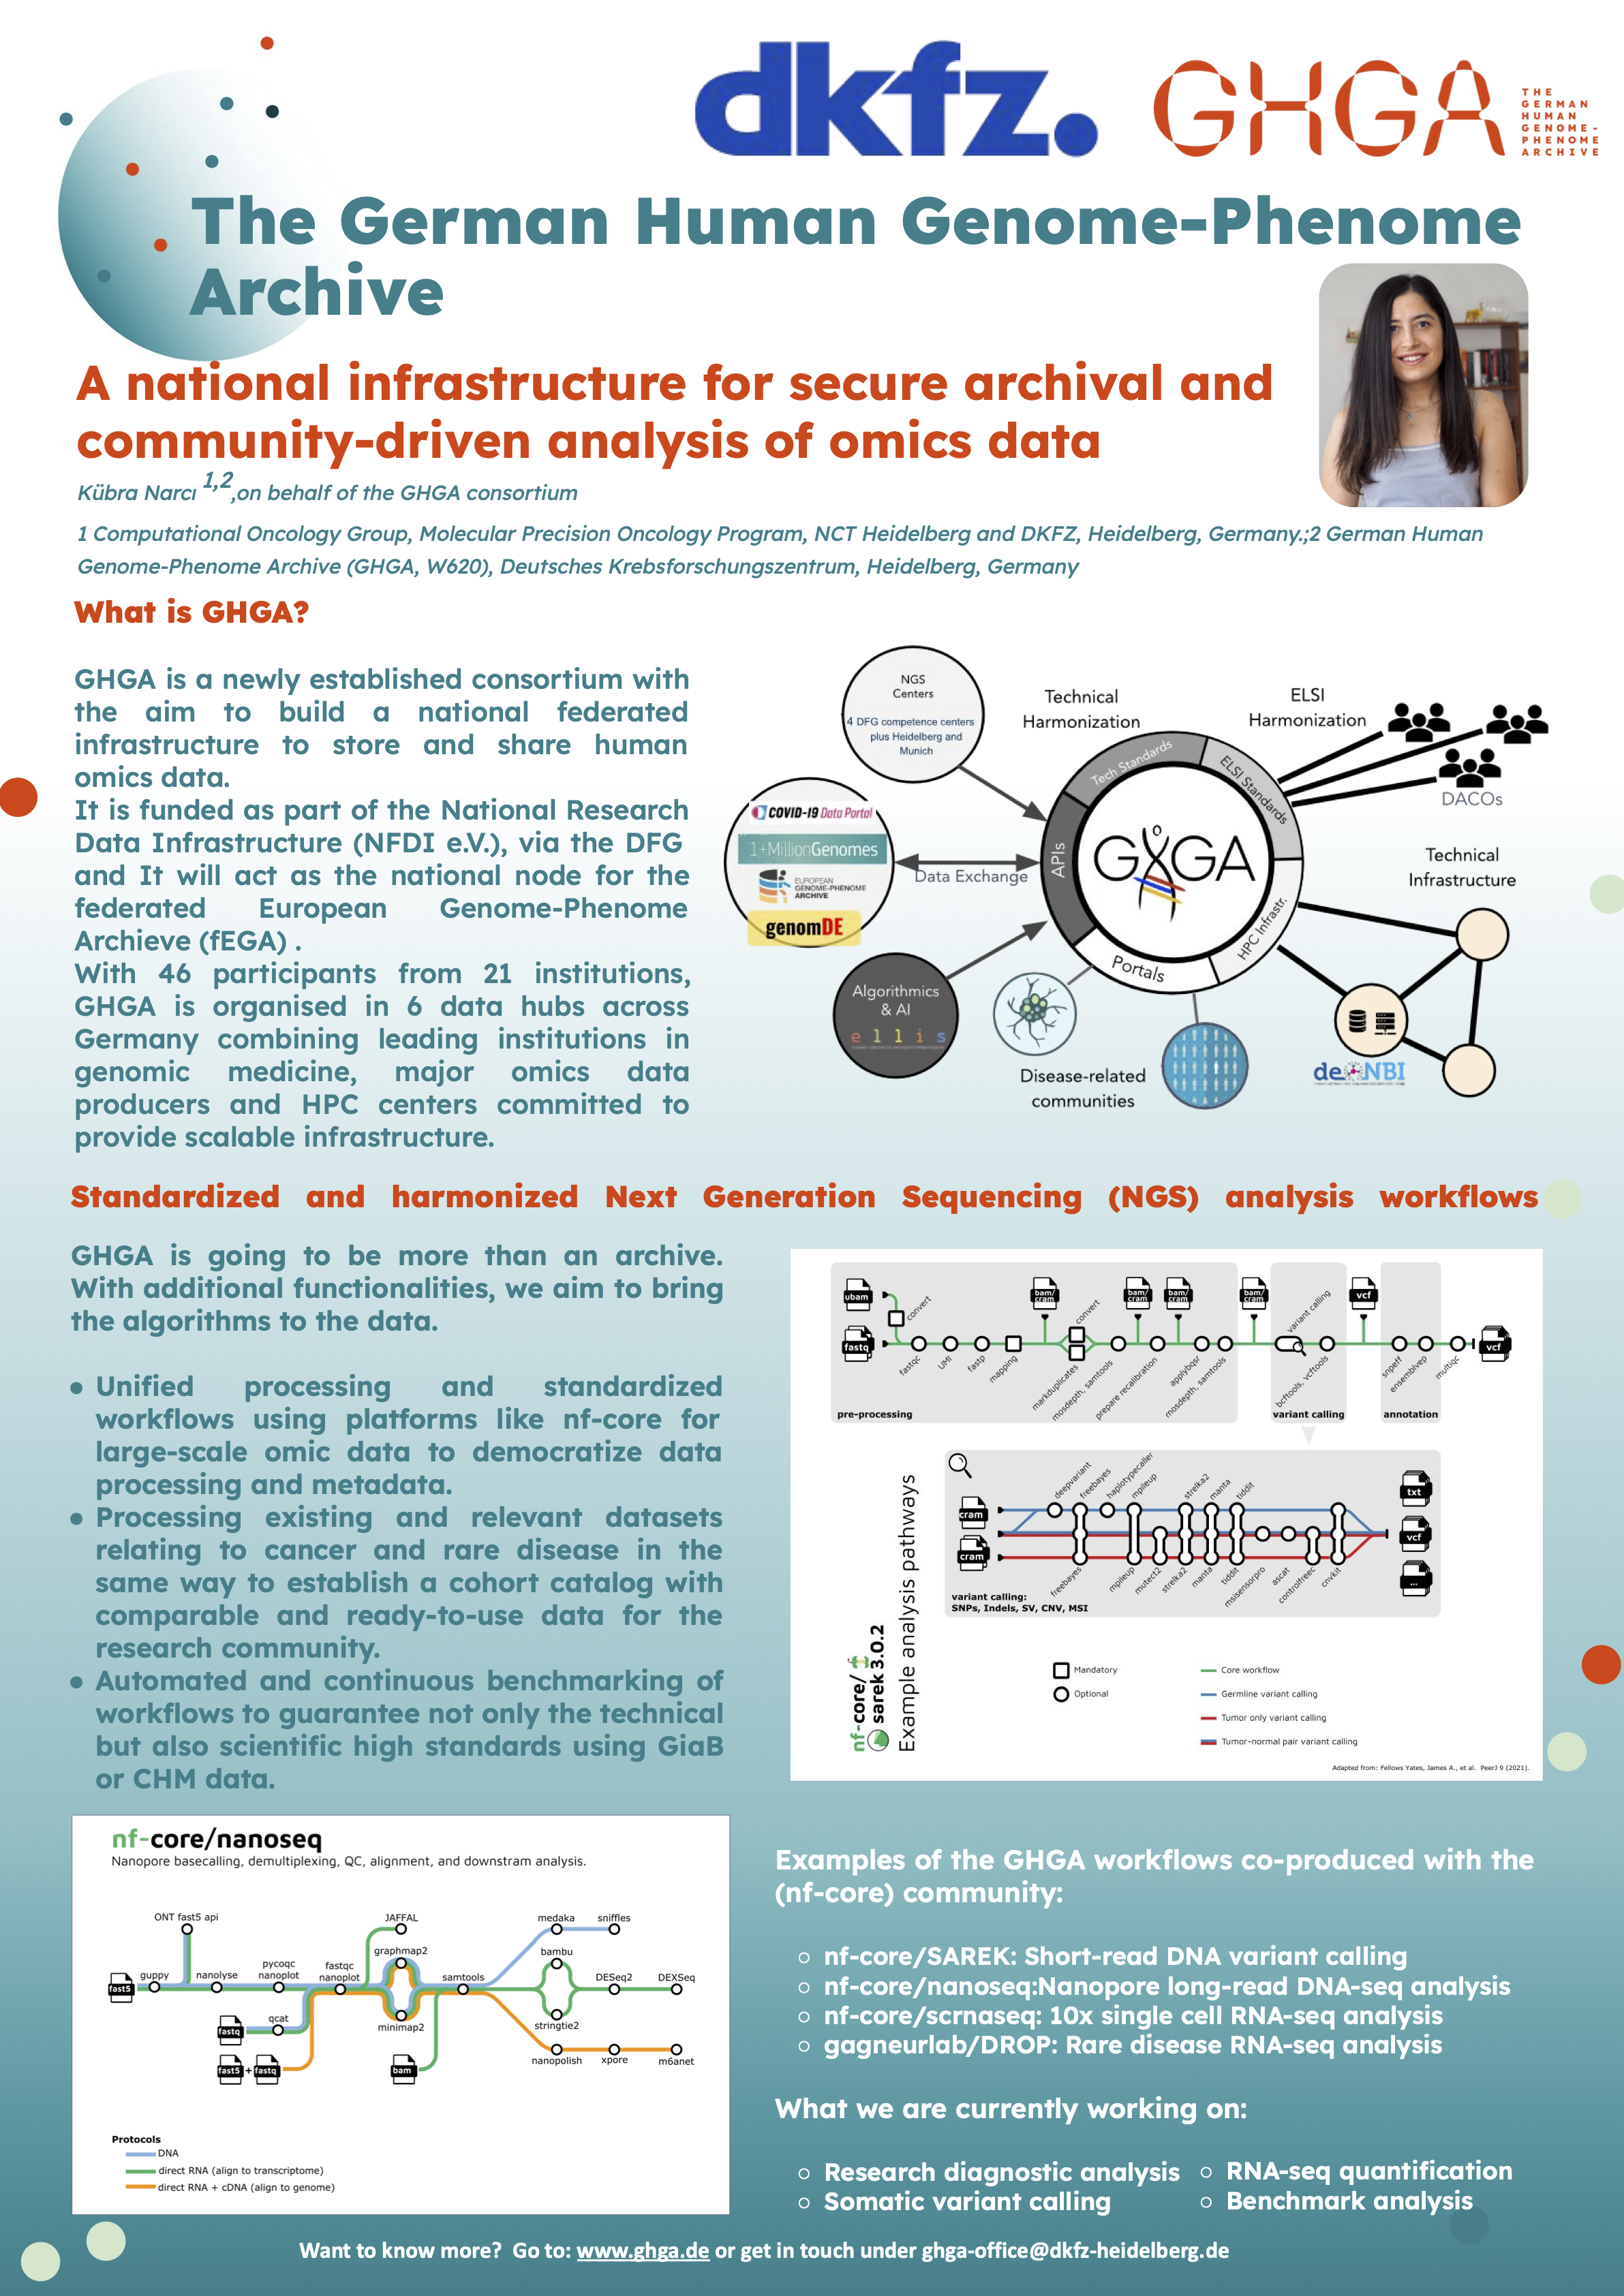 dkfz.
GHGA
THE
GERMAN
HUMAN
GENOME-
PHENOME
ARCHIVE
The German Human Genome-Phenome
Archive
A national infrastructure for secure archival and
community-driven analysis of omics data
Kübra Narcı 1,2,on behalf of the GHGA consortium
1 Computational Oncology Group, Molecular Precision Oncology Program, NCT Heidelberg and DKFZ, Heidelberg, Germany.;2 German Human
Genome-Phenome Archive (GHGA, W620), Deutsches Krebsforschungszentrum, Heidelberg, Germany
What is GHGA?
GHGA is a newly established consortium with
the aim to build a national federated
infrastructure to store and share human
omics data.
It is funded as part of the National Research
Data Infrastructure (NFDI e.V.), via the DFG
and It will act as the national node for the
federated European Genome-Phenome
Archieve (fEGA) .
With 46 participants from 21 institutions,
GHGA is organised in 6 data hubs across
Germany combining leading institutions in
genomic medicine, major omics data
producers and HPC centers committed to
provide scalable infrastructure.
NGS
Centers
4 DFG competence centers
plus Heidelberg and
Munich
Technical
Harmonization
ELSI
Harmonization
DACOs
Tech Standards
ELSI Standards
APIs
HPC Infrastr.
Portals
GHGA
COVID-19 Data Portal
1+MillionGenomes
EUROPEAN
GENOME-PHENOME
ARCHIVE
genomDE
Data Exchange
Technical
Infrastructure
Algorithmics
& AI
ellis
Disease-related
communities
de.NBI
Standardized and harmonized Next Generation Sequencing (NGS) analysis workflows
GHGA is going to be more than an archive.
With additional functionalities, we aim to bring
the algorithms to the data.
● Unified processing and standardized
workflows using platforms like nf-core for
large-scale omic data to democratize data
processing and metadata.
● Processing existing and relevant datasets
relating to cancer and rare disease in the
same way to establish a cohort catalog with
comparable and ready-to-use data for the
research community.
● Automated and continuous benchmarking of
workflows to guarantee not only the technical
but also scientific high standards using GiaB
or CHM data.
ubam
convert
bam/
cram
convert
bam/
cram
bam/
cram
bam/
cram
variant calling
vcf
fastq
vcf
fastqc
UMI
fastp
mapping
markduplicates
mosdepth, samtools
prepare recalibration
applybqsr
mosdepth, samtools
bcftools, vcftools
snpeff
ensemblvep
multiqc
pre-processing
variant calling
annotation
deepvariant
freebayes
haplotypecaller
mpileup
strelka2
manta
tiddit
cram
cram
txt
vcf
...
freebayes
mpileup
mutect2
strelka2
manta
tiddit
msisensorpro
ascat
controlfreec
cnvkit
variant calling:
SNPs, Indels, SV, CNV, MSI
nf-core/
sarek 3.0.2
Example analysis pathways
Mandatory
Optional
Core workflow
Germline variant calling
Tumor only variant calling
Tumor-normal pair variant calling
Adapted from: Fellows Yates, James A., et al. PeerJ 9 (2021).
nf-core/nanoseq
Nanopore basecalling, demultiplexing, QC, alignment, and downstram analysis.
ONT fast5 api
JAFFAL
medaka
sniffles
graphmap2
bambu
fast5
guppy
nanolyse
pycoqc
nanoplot
fastqc
nanoplot
samtools
DESeq2
DEXSeq
fastq
qcat
minimap2
stringtie2
fast5 + fastq
bam
nanopolish
xpore
m6anet
Protocols
DNA
direct RNA (align to transcriptome)
direct RNA + cDNA (align to genome)
Examples of the GHGA workflows co-produced with the
(nf-core) community:
○ nf-core/SAREK: Short-read DNA variant calling
○ nf-core/nanoseq:Nanopore long-read DNA-seq analysis
○ nf-core/scrnaseq: 10x single cell RNA-seq analysis
○ gagneurlab/DROP: Rare disease RNA-seq analysis
What we are currently working on:
○ Research diagnostic analysis
○ Somatic variant calling
○ RNA-seq quantification
○ Benchmark analysis
Want to know more? Go to: www.ghga.de or get in touch under ghga-office@dkfz-heidelberg.de